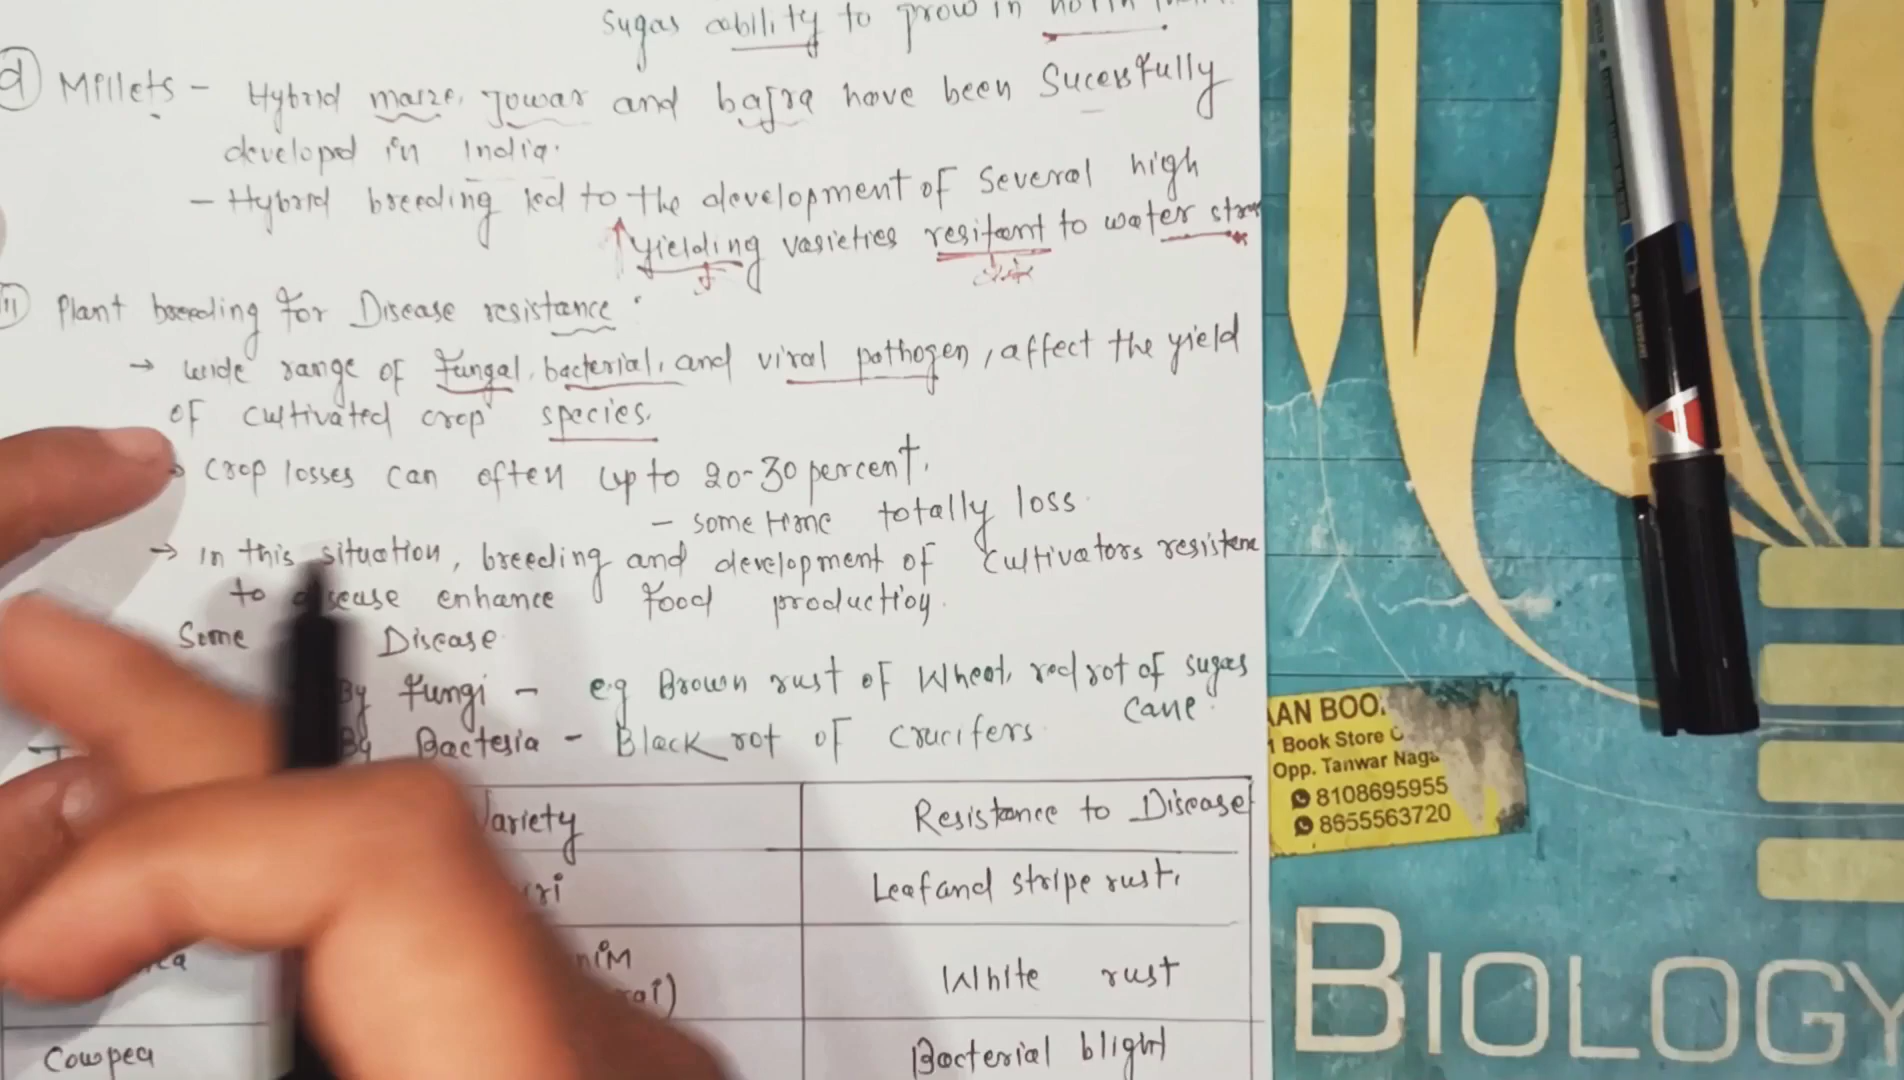 sugar ability to prow in
d Millets - Hybrid maize, Jowar and bajra have been Sucessfully
developed in India.
- Hybrid breeding led to the development of several high
yielding varieties resitant to water
Plant breeding for Disease resistance
→ wide range of fungal, bacterial, and viral pathogen, affect the yield
of cultivated crop species.
→ Crop losses can often up to 20-30 percent.
- some time totally loss
→ in this situation, breeding and development of cultivators
to disease enhance food production.
Some Disease
By fungi - e.g Brown rust of Wheat, red rot of sugar
cane.
By Bacteria - Black rot of crucifers
Variety Resistance to Disease
Leaf and stripe rust,
White rust
Cowpea Bacterial blight
BOO
1 Book Store
Opp. Tanwar
8108695955
8655563720
BIOLOGY